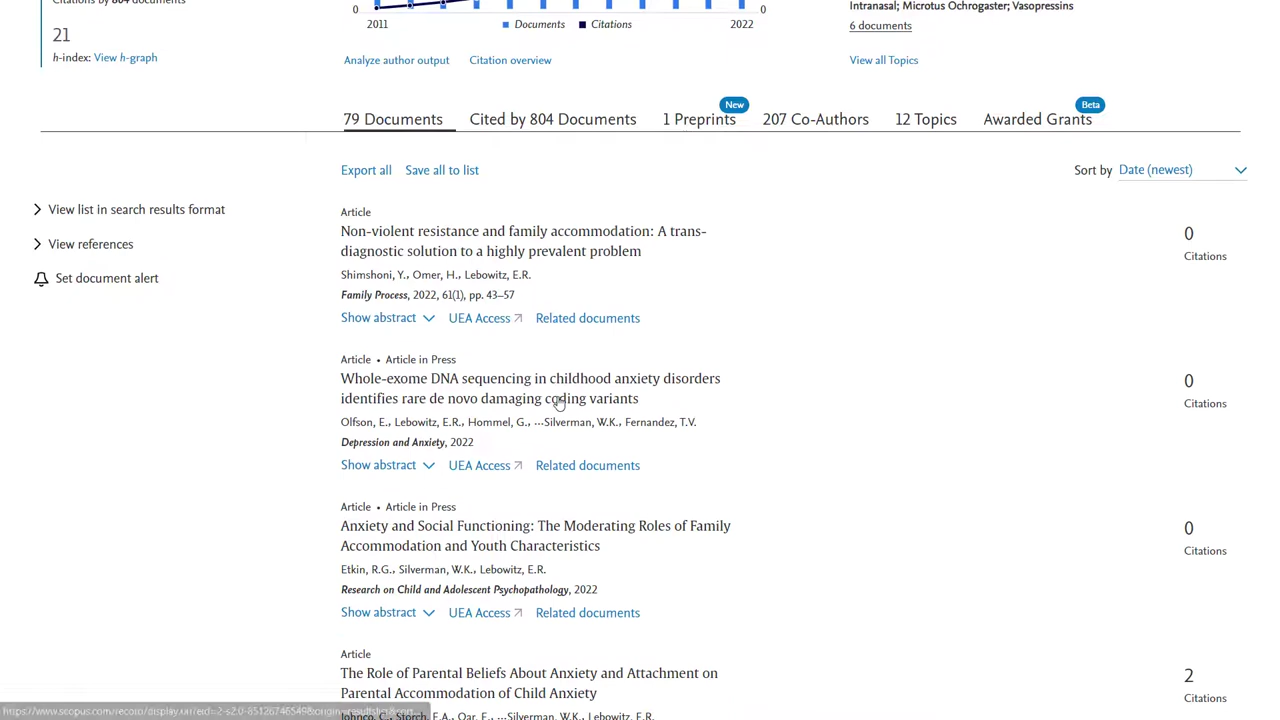 Citations by 804 documents
0
0
Intranasal; Microtus Ochrogaster; Vasopressins
2011
Documents
Citations
2022
6 documents
21
h-index: View h-graph
Analyze author output
Citation overview
View all Topics
New
Beta
79 Documents
Cited by 804 Documents
1 Preprints
207 Co-Authors
12 Topics
Awarded Grants
Export all
Save all to list
Sort by Date (newest)
View list in search results format
View references
Set document alert
Article
Non-violent resistance and family accommodation: A trans-
diagnostic solution to a highly prevalent problem
Shimshoni, Y., Omer, H., Lebowitz, E.R.
Family Process, 2022, 61(1), pp. 43–57
Show abstract
UEA Access
Related documents
0
Citations
Article • Article in Press
Whole-exome DNA sequencing in childhood anxiety disorders
identifies rare de novo damaging coding variants
Olfson, E., Lebowitz, E.R., Hommel, G., ...Silverman, W.K., Fernandez, T.V.
Depression and Anxiety, 2022
Show abstract
UEA Access
Related documents
0
Citations
Article • Article in Press
Anxiety and Social Functioning: The Moderating Roles of Family
Accommodation and Youth Characteristics
Etkin, R.G., Silverman, W.K., Lebowitz, E.R.
Research on Child and Adolescent Psychopathology, 2022
Show abstract
UEA Access
Related documents
0
Citations
Article
The Role of Parental Beliefs About Anxiety and Attachment on
Parental Accommodation of Child Anxiety
Johnco, C., Storch, E.A., Oar, E., ...Silverman, W.K., Lebowitz, E.R.
2
Citations